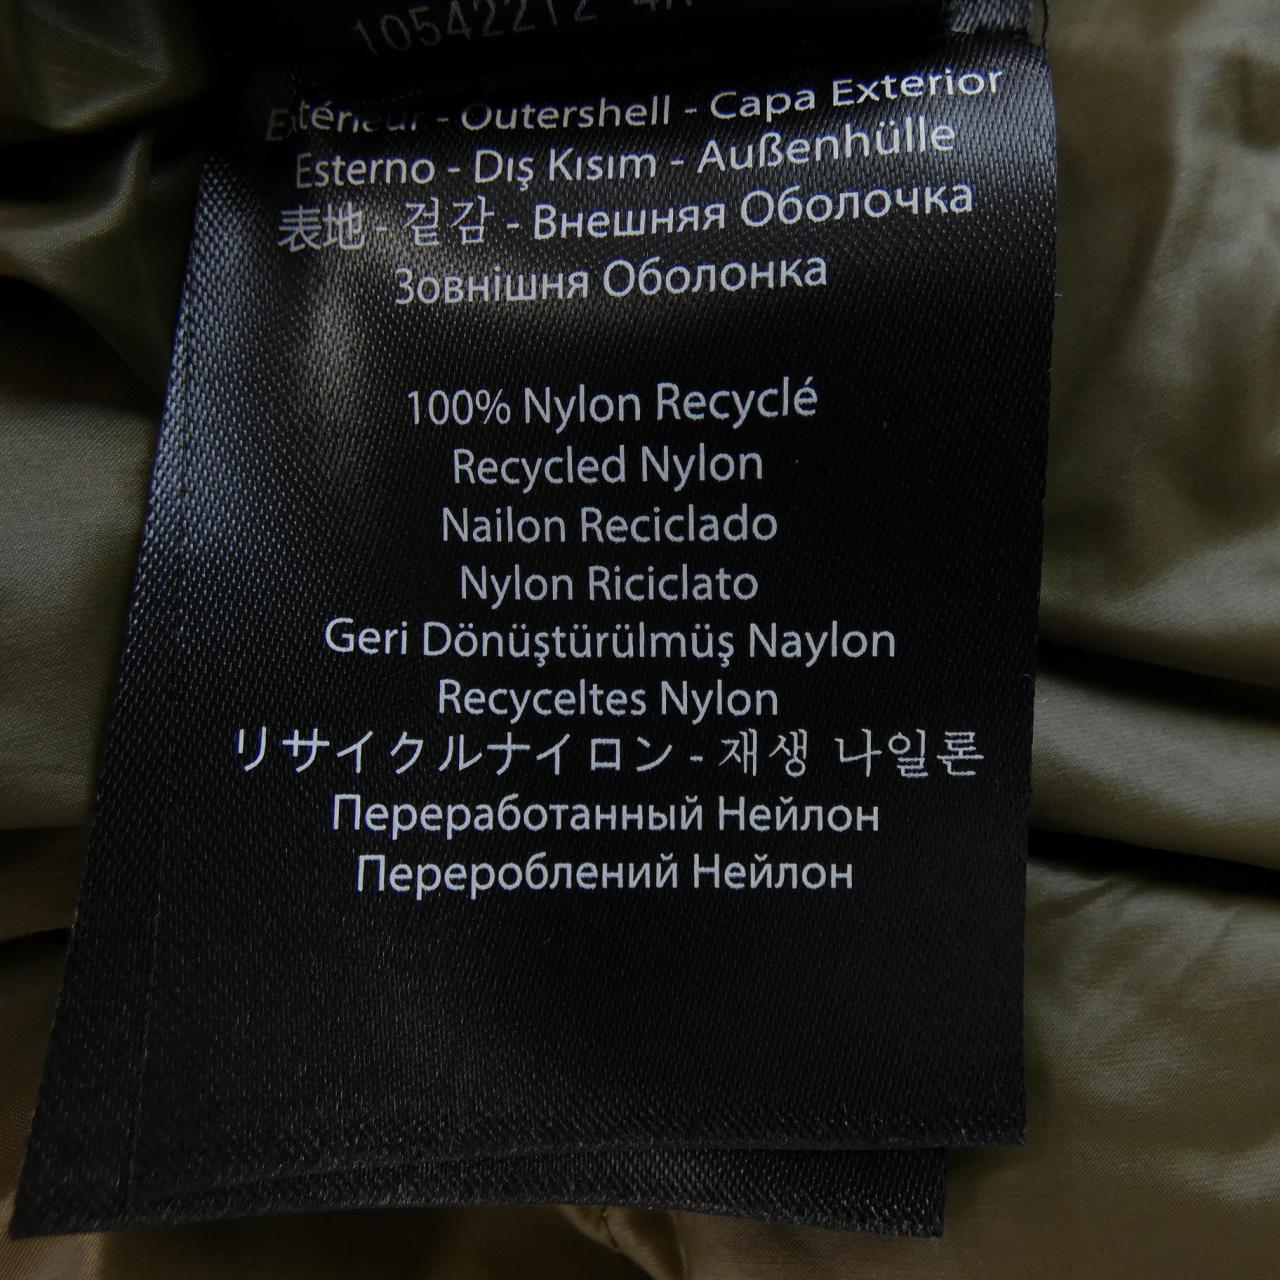 10542212
Extérieur - Outershell - Capa Exterior
Esterno - Dış Kısım - Außenhülle
表地 - 겉감 - Внешняя Оболочка
Зовнішня Оболонка
100% Nylon Recyclé
Recycled Nylon
Nailon Reciclado
Nylon Riciclato
Geri Dönüştürülmüş Naylon
Recyceltes Nylon
リサイクルナイロン - 재생 나일론
Переработанный Нейлон
Перероблений Нейлон